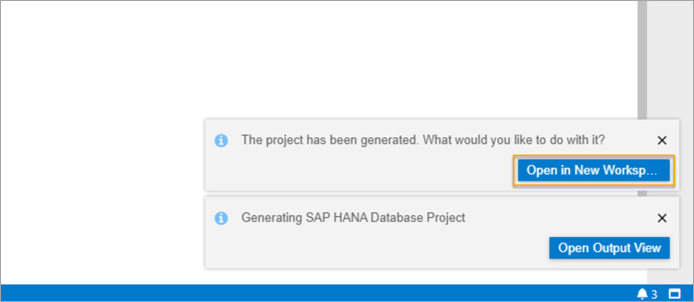 The project has been generated. What would you like to do with it?
Open in New Worksp...
Generating SAP HANA Database Project
Open Output View
3